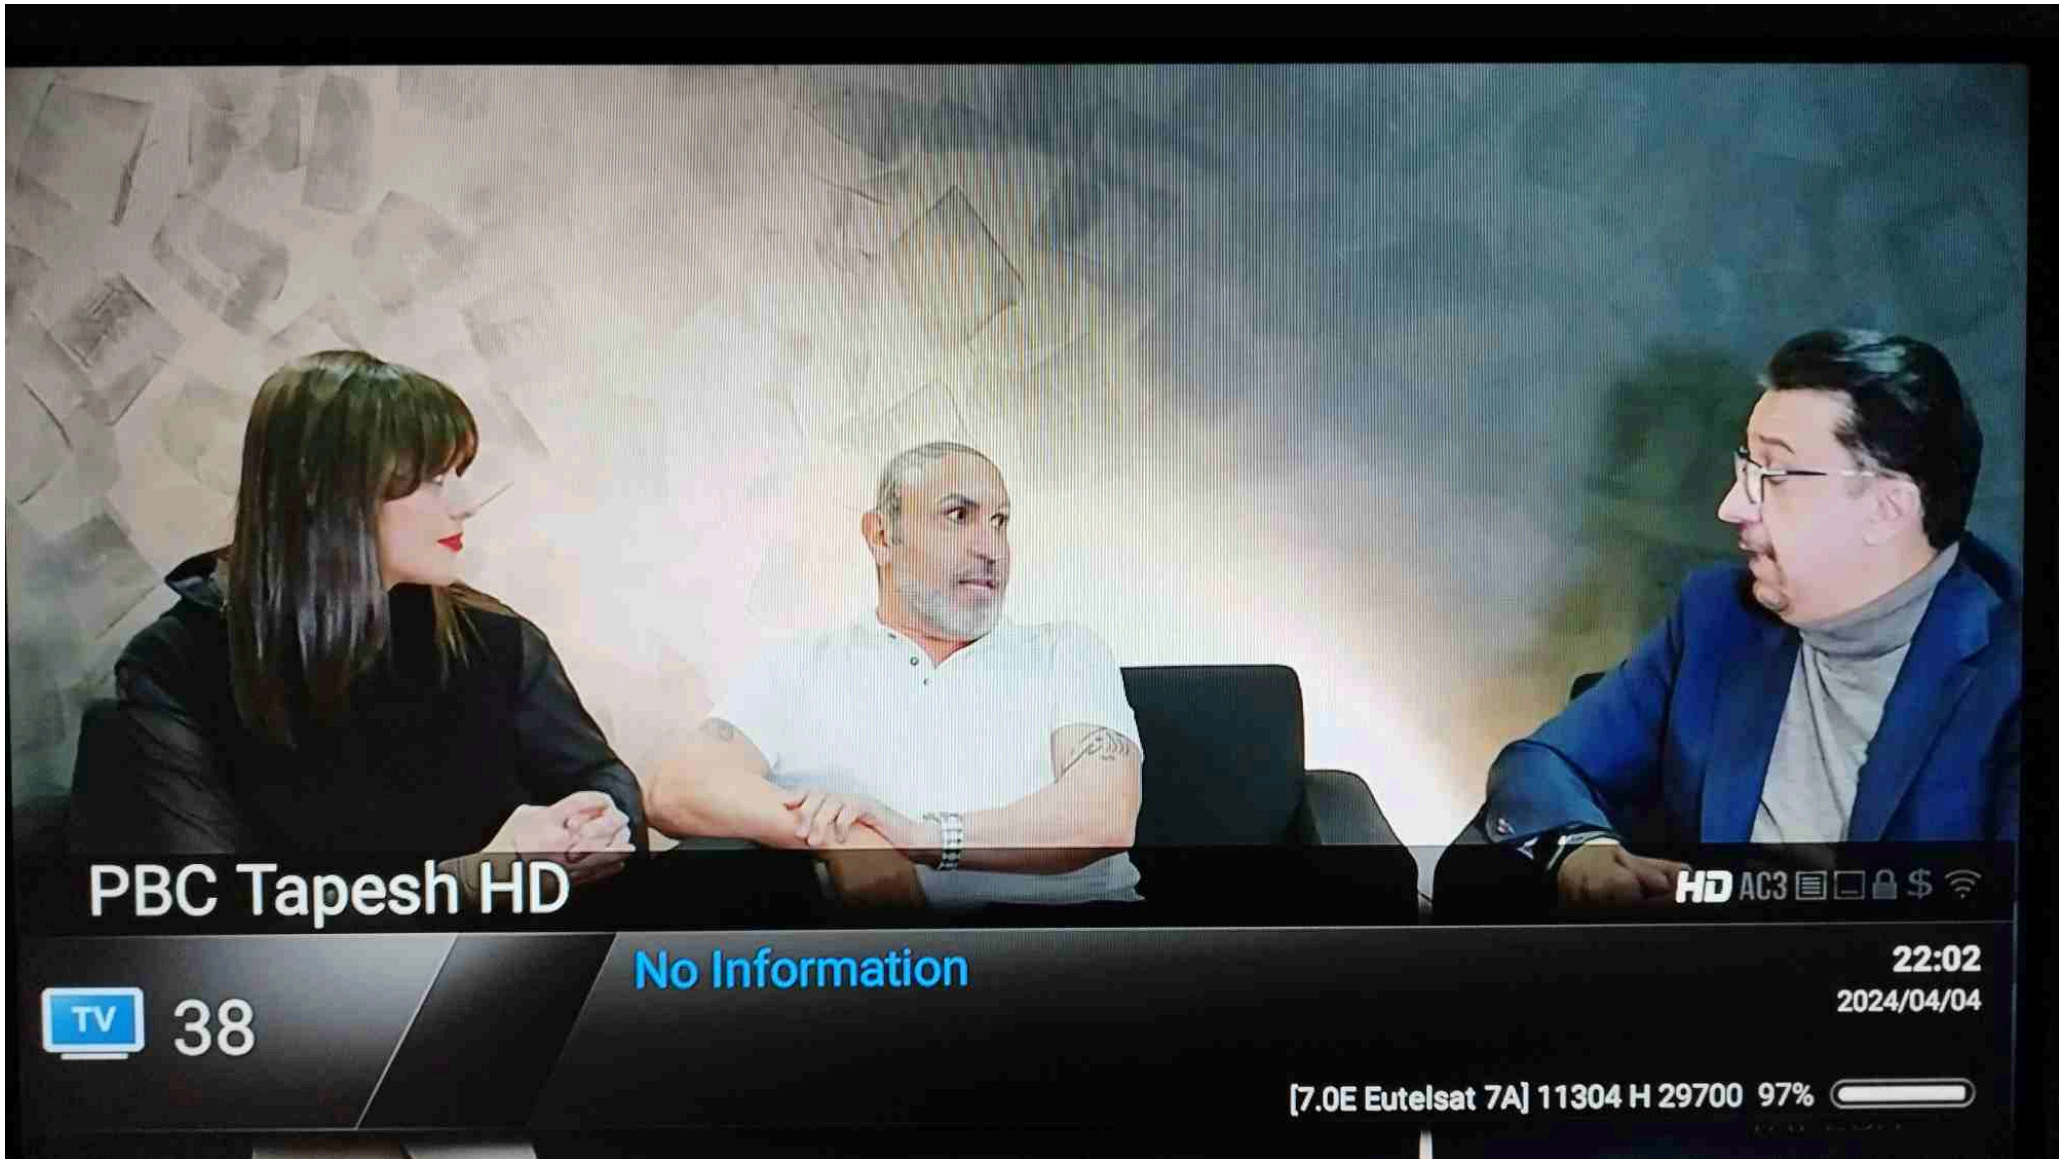 PBC Tapesh HD
HD AC3 $
No Information
22:02
2024/04/04
TV 38
[7.0E Eutelsat 7A] 11304 H 29700 97%